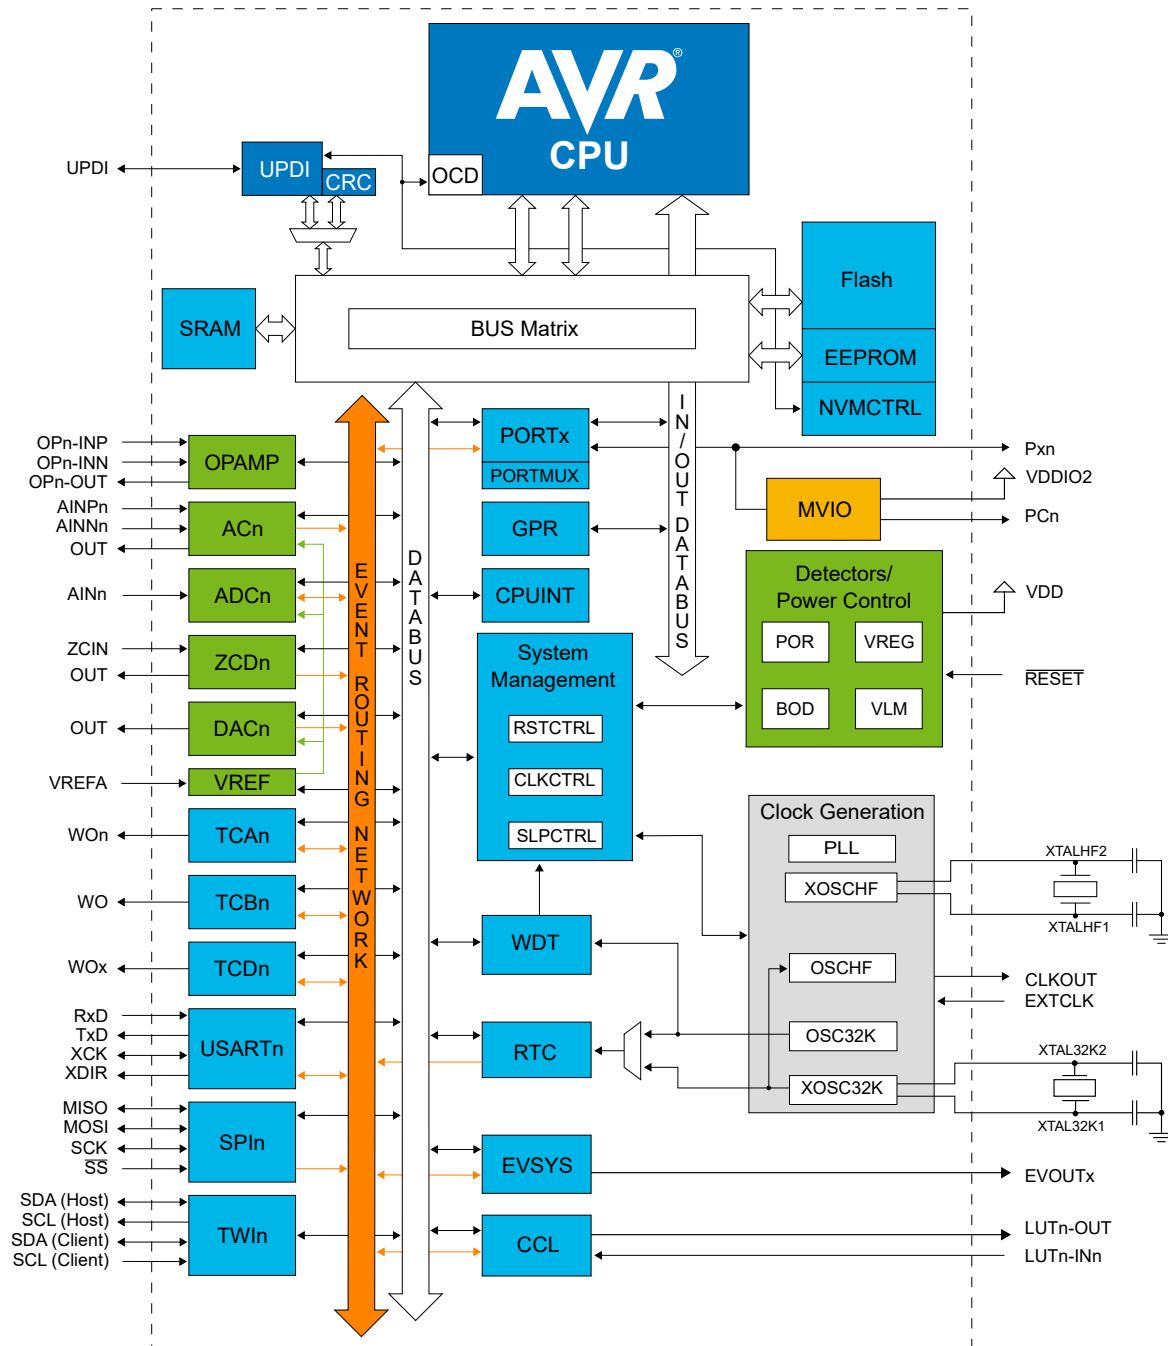 AVR®
CPU
OCD
UPDI
UPDI
CRC
Flash
EEPROM
NVMCTRL
SRAM
BUS Matrix
OPn-INP
OPn-INN
OPn-OUT
OPAMP
AINPn
AINNn
OUT
ACn
AINn
ADCn
ZCIN
OUT
ZCDn
OUT
DACn
VREFA
VREF
WOn
TCAn
WO
TCBn
WOx
TCDn
RxD
TxD
XCK
XDIR
USARTn
MISO
MOSI
SCK
SS
SPIn
SDA (Host)
SCL (Host)
SDA (Client)
SCL (Client)
TWIn
EVENT ROUTING NETWORK
DATABUS
IN/OUT DATABUS
PORTx
PORTMUX
GPR
CPUINT
System
Management
RSTCTRL
CLKCTRL
SLPCTRL
WDT
RTC
EVSYS
CCL
MVIO
Pxn
VDDIO2
PCn
Detectors/
Power Control
POR
VREG
BOD
VLM
VDD
RESET
Clock Generation
PLL
XOSCHF
OSCHF
OSC32K
XOSC32K
XTALHF2
XTALHF1
CLKOUT
EXTCLK
XTAL32K2
XTAL32K1
EVOUTx
LUTn-OUT
LUTn-INn